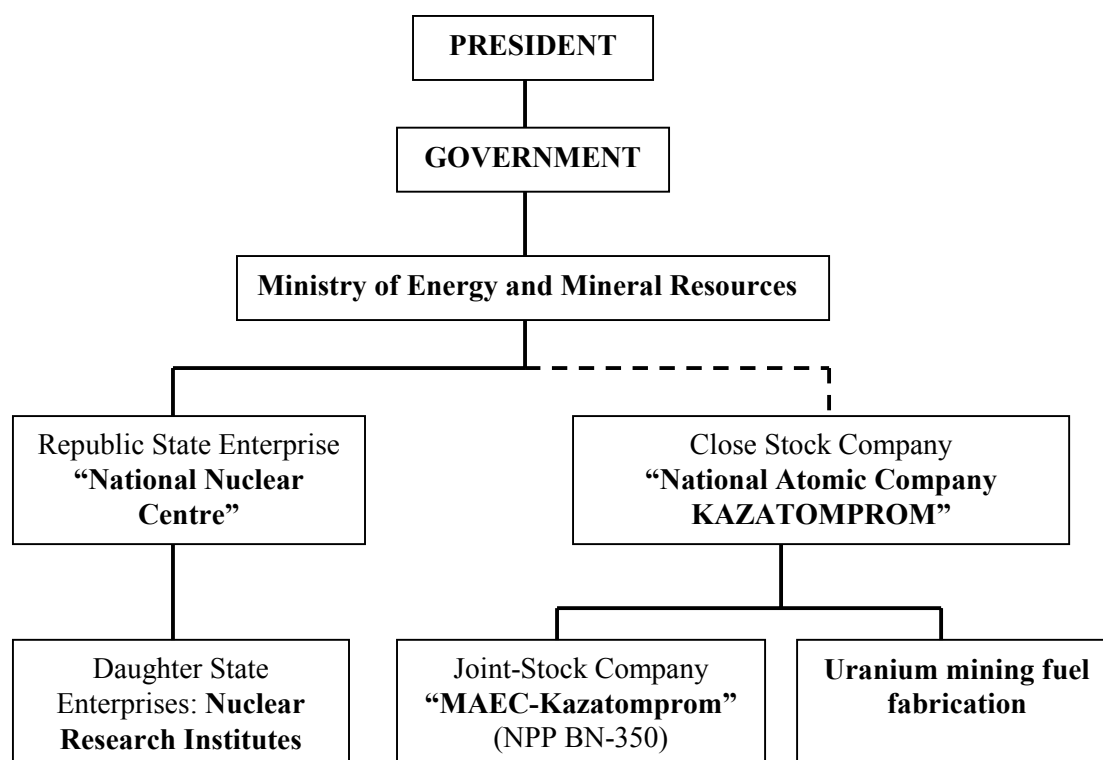 PRESIDENT
GOVERNMENT
Ministry of Energy and Mineral Resources
Republic State Enterprise
“National Nuclear
Centre”
Close Stock Company
“National Atomic Company
KAZATOMPROM”
Daughter State
Enterprises: Nuclear
Research Institutes
Joint-Stock Company
“MAEC-Kazatomprom”
(NPP BN-350)
Uranium mining fuel
fabrication